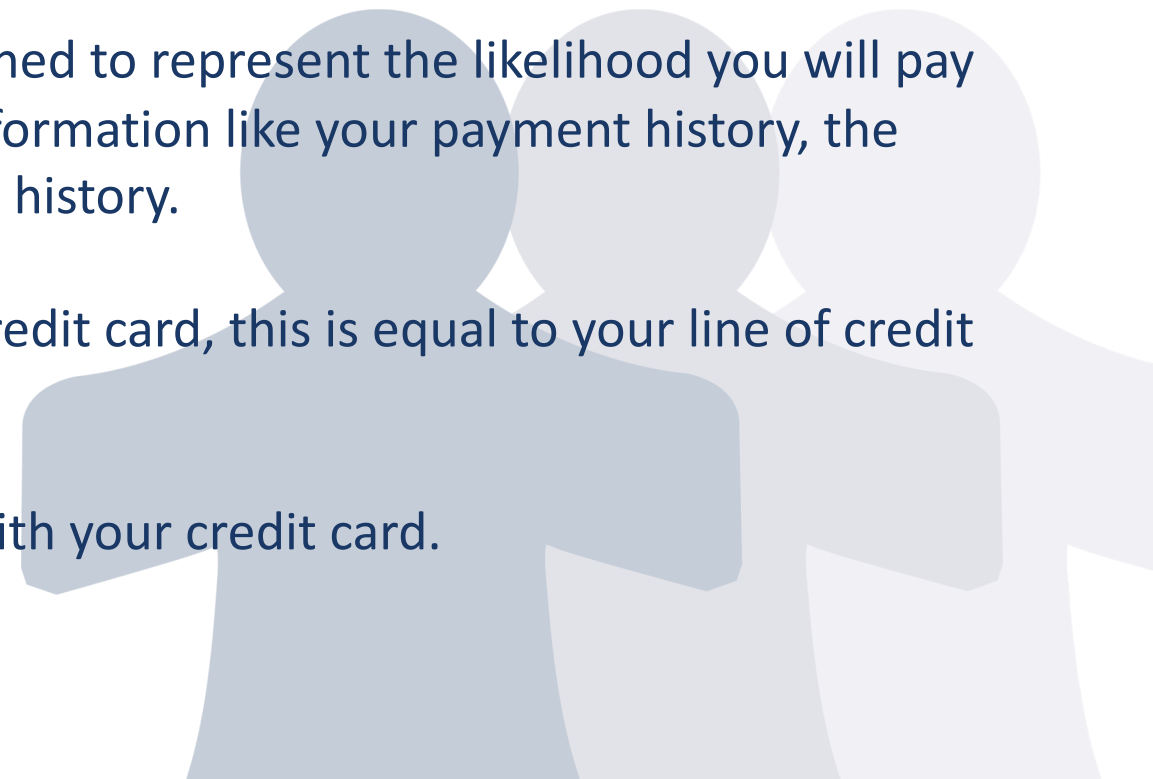 ned to represent the likelihood you will pay
formation like your payment history, the
history.
redit card, this is equal to your line of credit
ith your credit card.